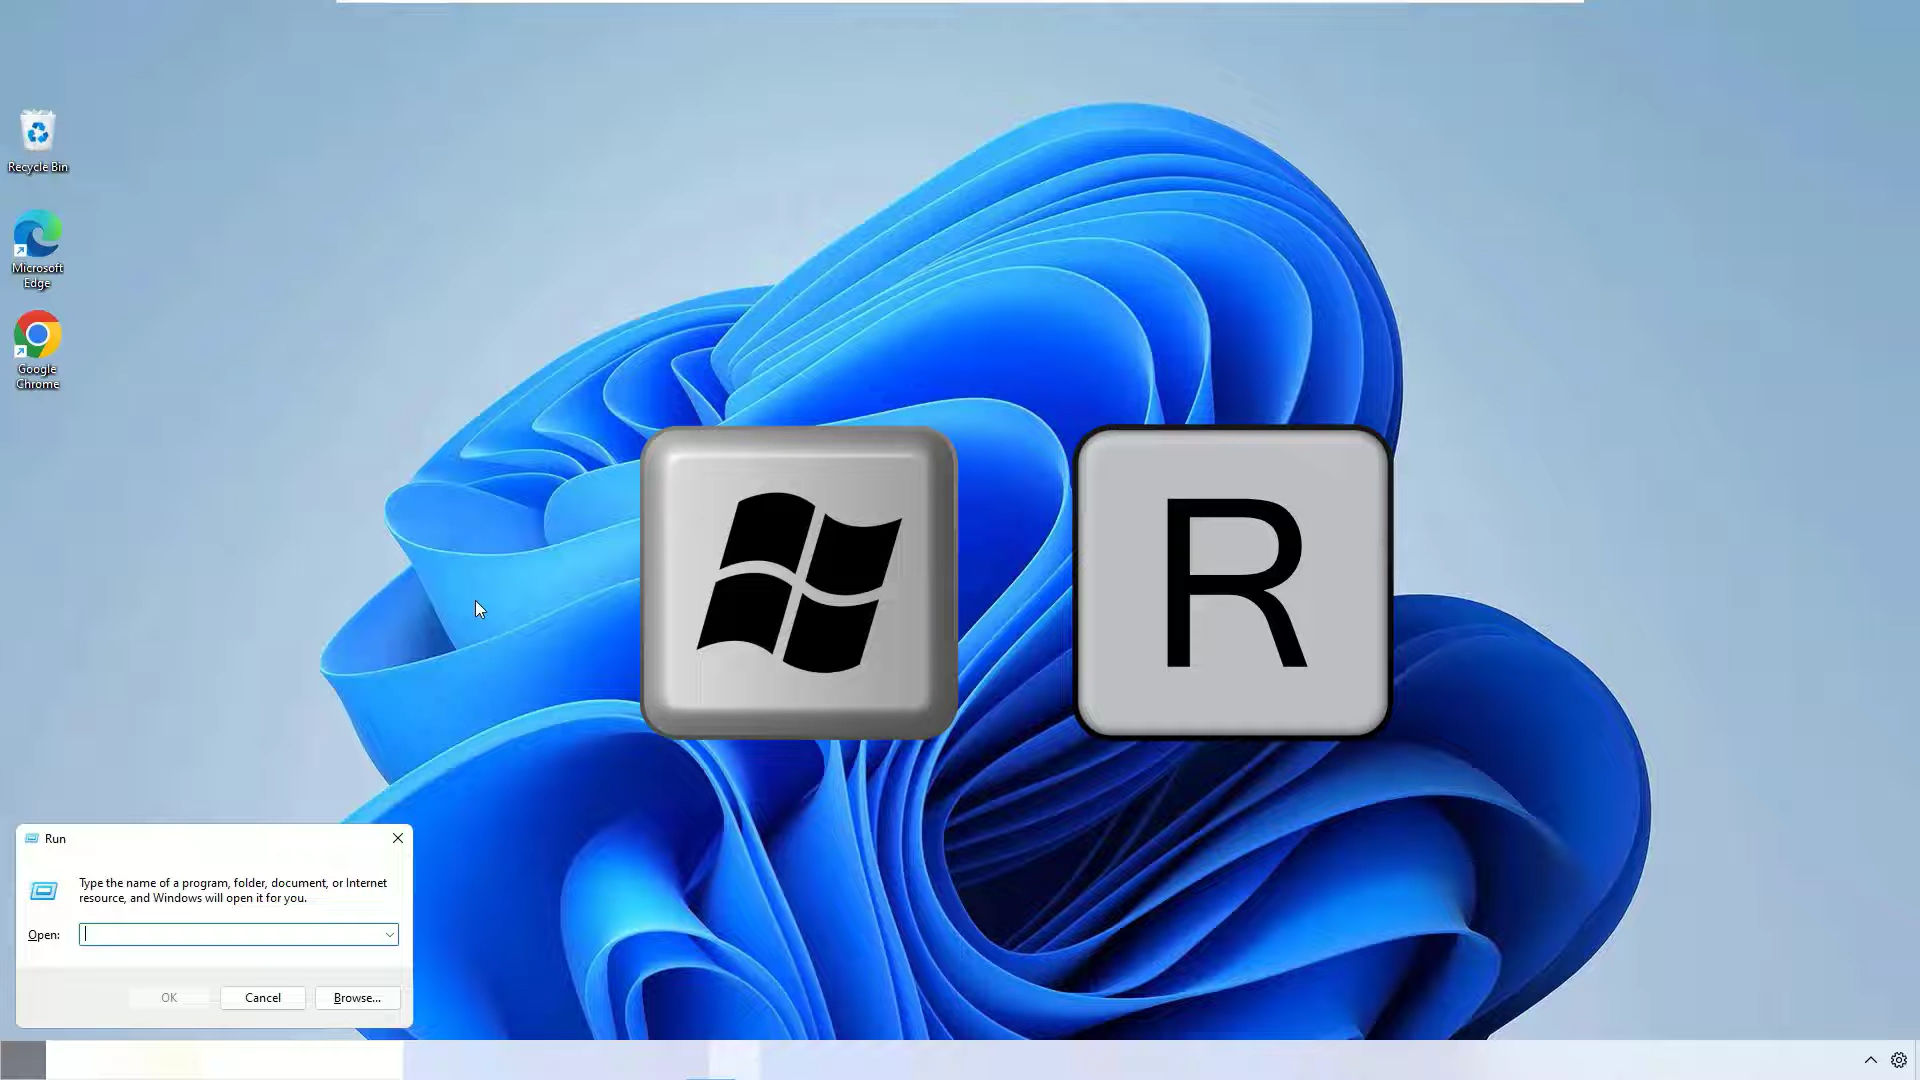 Recycle Bin
Microsoft
Edge
Google
Chrome
R
Run
Type the name of a program, folder, document, or Internet
resource, and Windows will open it for you.
Open:
OK
Cancel
Browse...